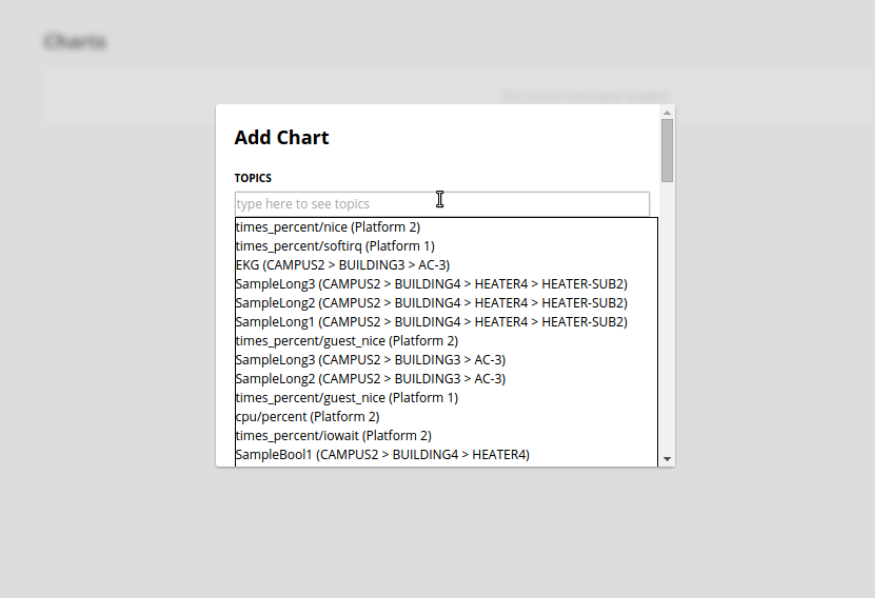 Charts
Add Chart
TOPICS
type here to see topics
times_percent/nice (Platform 2)
times_percent/softirq (Platform 1)
EKG (CAMPUS2 > BUILDING3 > AC-3)
SampleLong3 (CAMPUS2 > BUILDING4 > HEATER4 > HEATER-SUB2)
SampleLong2 (CAMPUS2 > BUILDING4 > HEATER4 > HEATER-SUB2)
SampleLong1 (CAMPUS2 > BUILDING4 > HEATER4 > HEATER-SUB2)
times_percent/guest_nice (Platform 2)
SampleLong3 (CAMPUS2 > BUILDING3 > AC-3)
SampleLong2 (CAMPUS2 > BUILDING3 > AC-3)
times_percent/guest_nice (Platform 1)
cpu/percent (Platform 2)
times_percent/iowait (Platform 2)
SampleBool1 (CAMPUS2 > BUILDING4 > HEATER4)